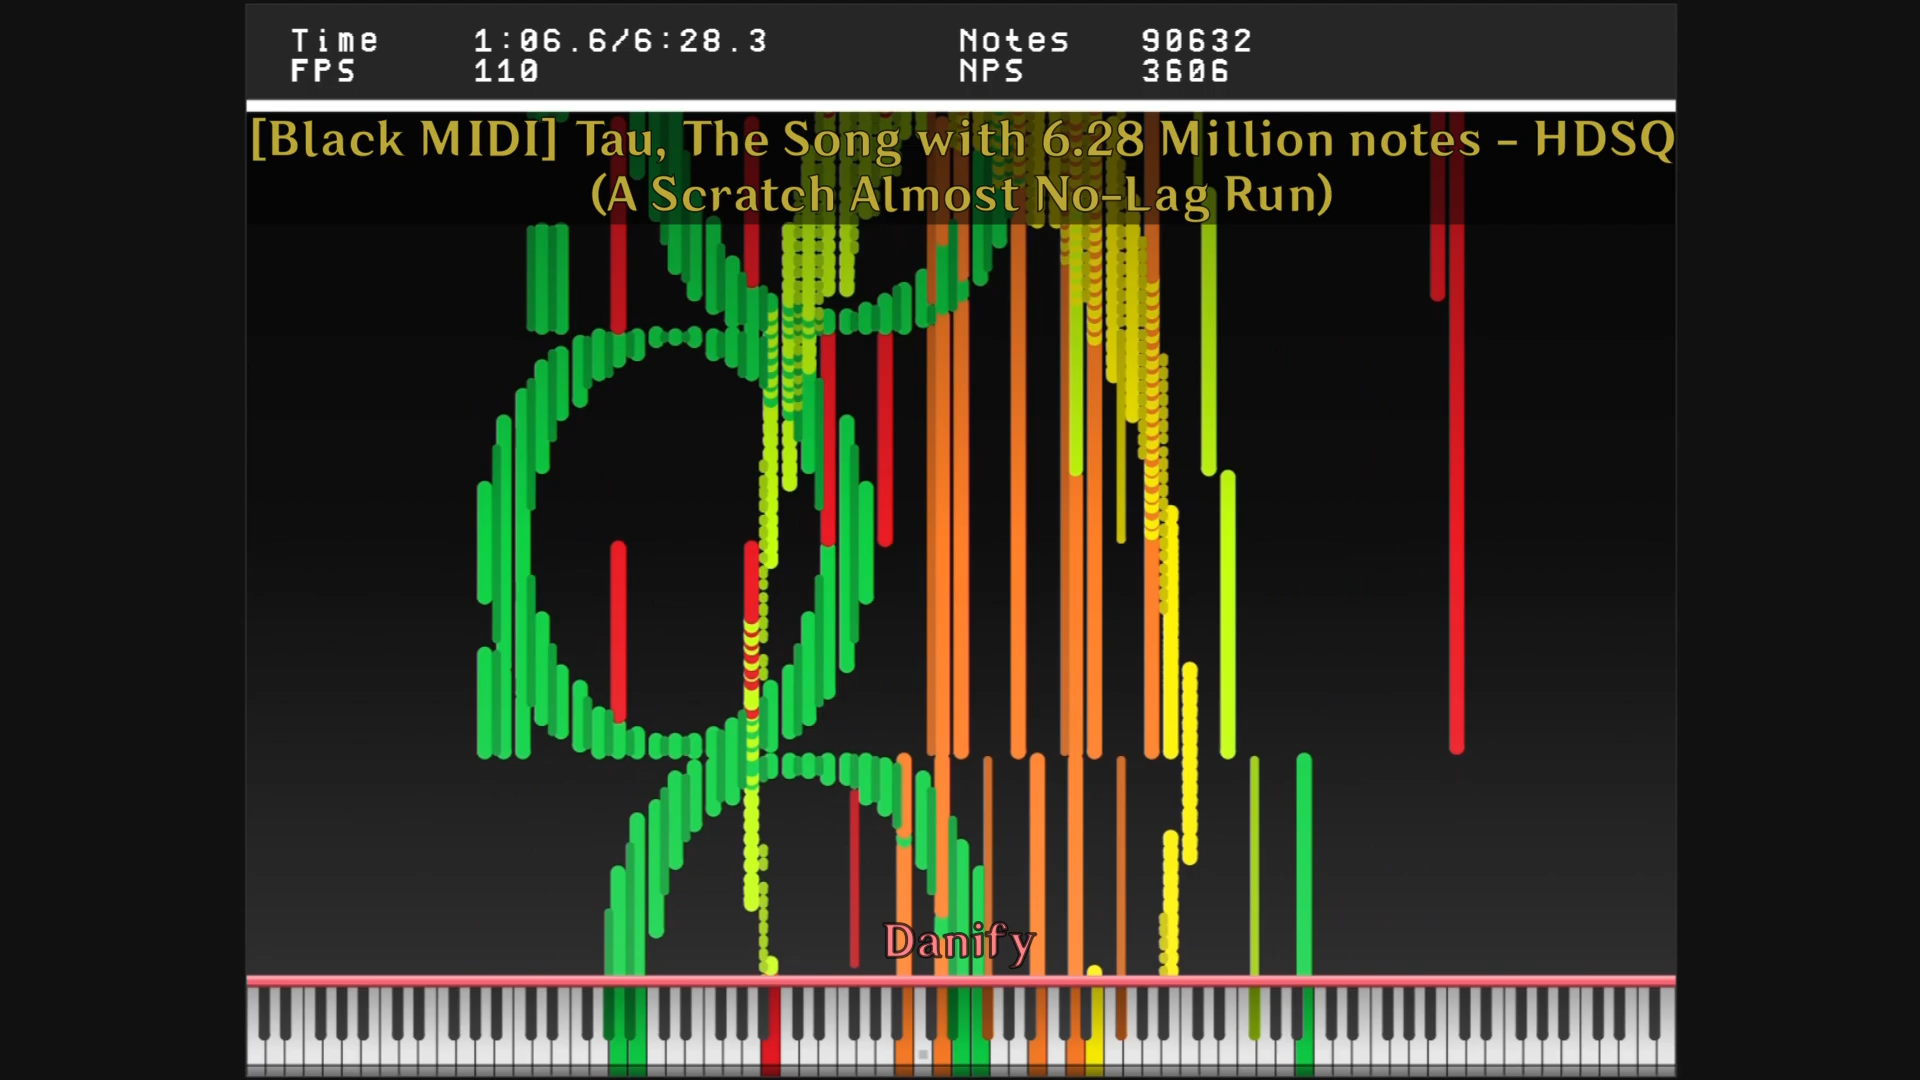 Time 1:06.6/6:28.3 Notes 90632
FPS 110 NPS 3606
[Black MIDI] Tau, The Song with 6.28 Million notes - HDSQ
(A Scratch Almost No-Lag Run)
Danify